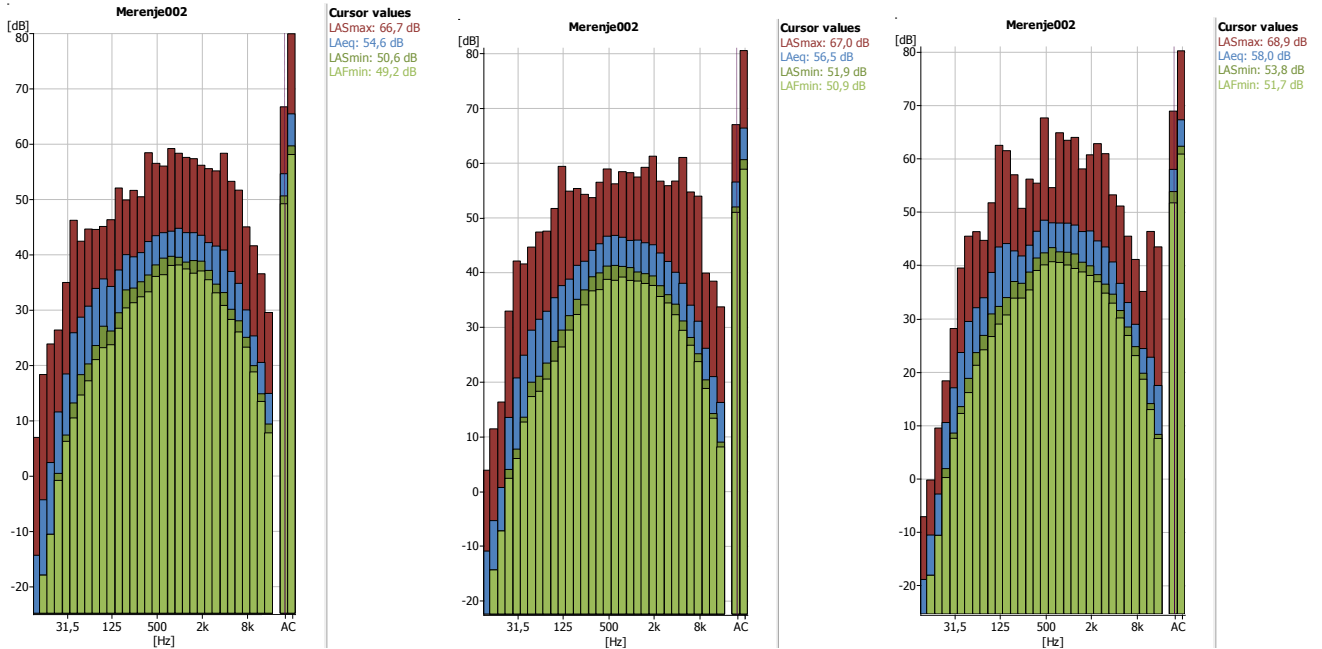 Merenje002
[dB]
80
70
60
50
40
30
20
10
0
-10
-20
31,5 125 500 2k 8k AC
[Hz]
Cursor values
LASmax: 66,7 dB
LAeq: 54,6 dB
LASmin: 50,6 dB
LAFmin: 49,2 dB
Merenje002
[dB]
80
70
60
50
40
30
20
10
0
-10
-20
31,5 125 500 2k 8k AC
[Hz]
Cursor values
LASmax: 67,0 dB
LAeq: 56,5 dB
LASmin: 51,9 dB
LAFmin: 50,9 dB
Merenje002
[dB]
80
70
60
50
40
30
20
10
0
-10
-20
31,5 125 500 2k 8k AC
[Hz]
Cursor values
LASmax: 68,9 dB
LAeq: 58,0 dB
LASmin: 53,8 dB
LAFmin: 51,7 dB